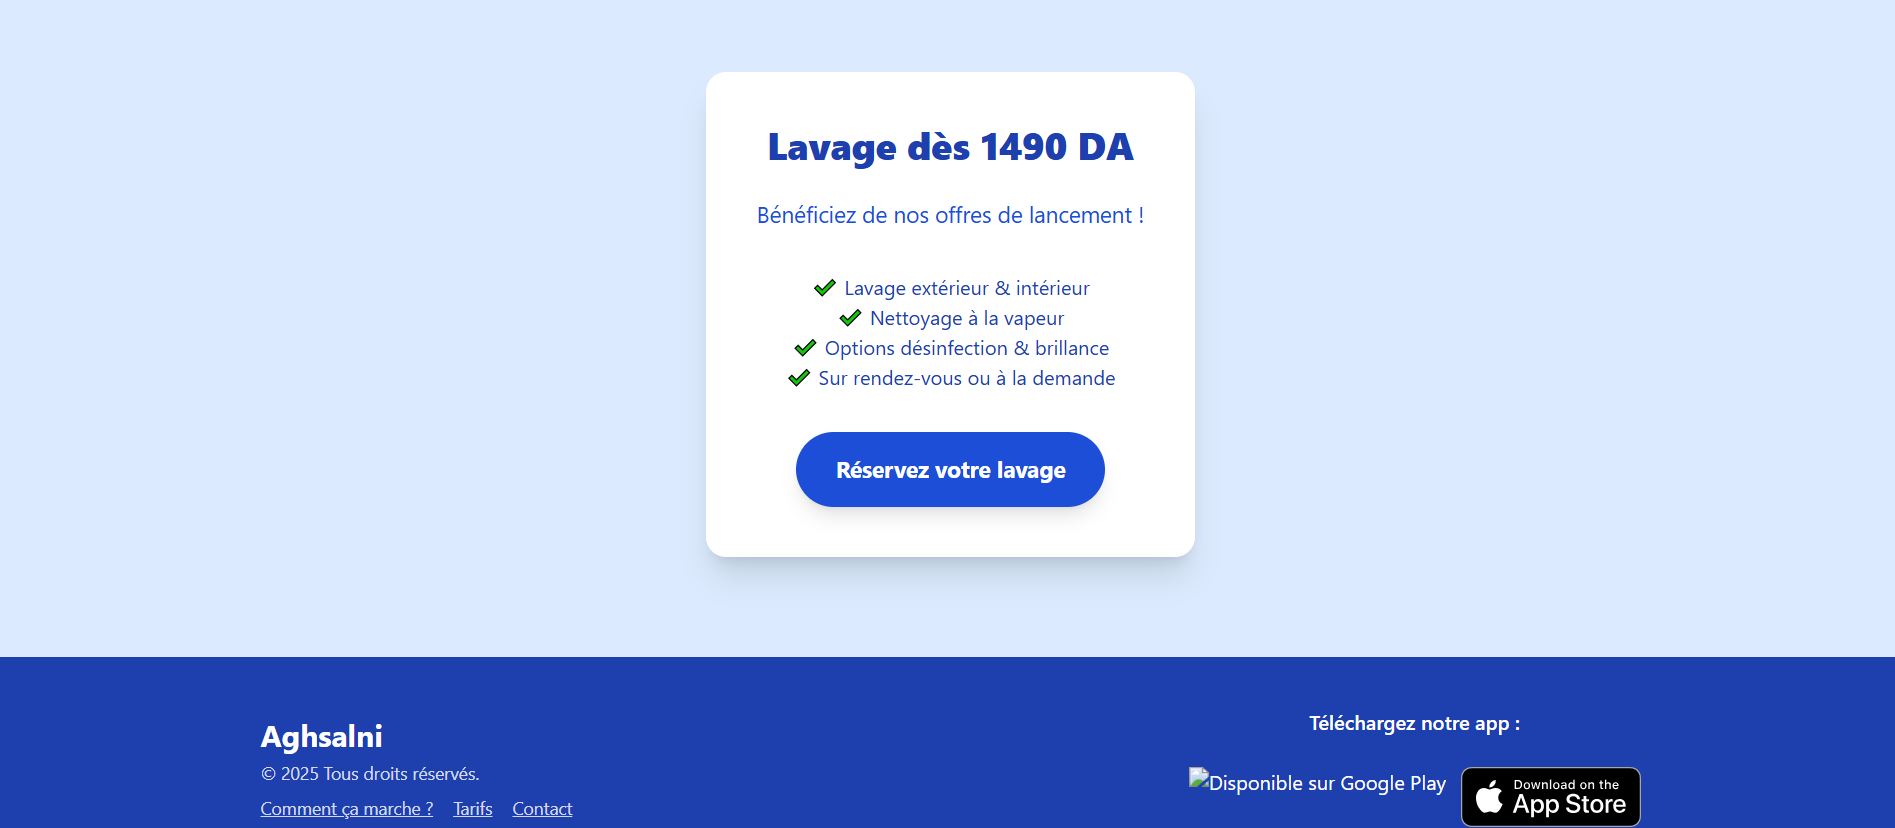 Lavage dès 1490 DA
Bénéficiez de nos offres de lancement !
Lavage extérieur & intérieur
Nettoyage à la vapeur
Options désinfection & brillance
Sur rendez-vous ou à la demande
Réservez votre lavage
Aghsalni
© 2025 Tous droits réservés.
Comment ça marche ? Tarifs Contact
Téléchargez notre app :
Disponible sur Google Play
Download on the
App Store